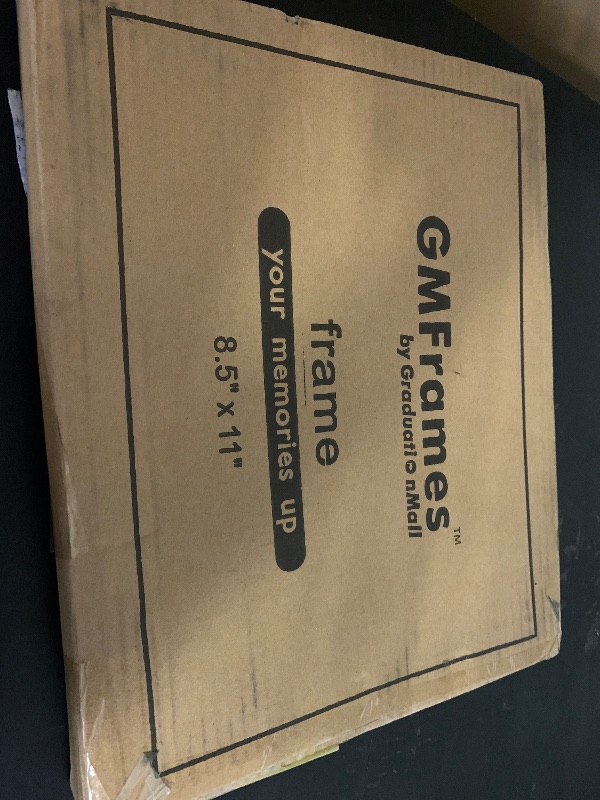 GMFrames™
by GraduationMall
frame
your memories up
8.5" x 11"